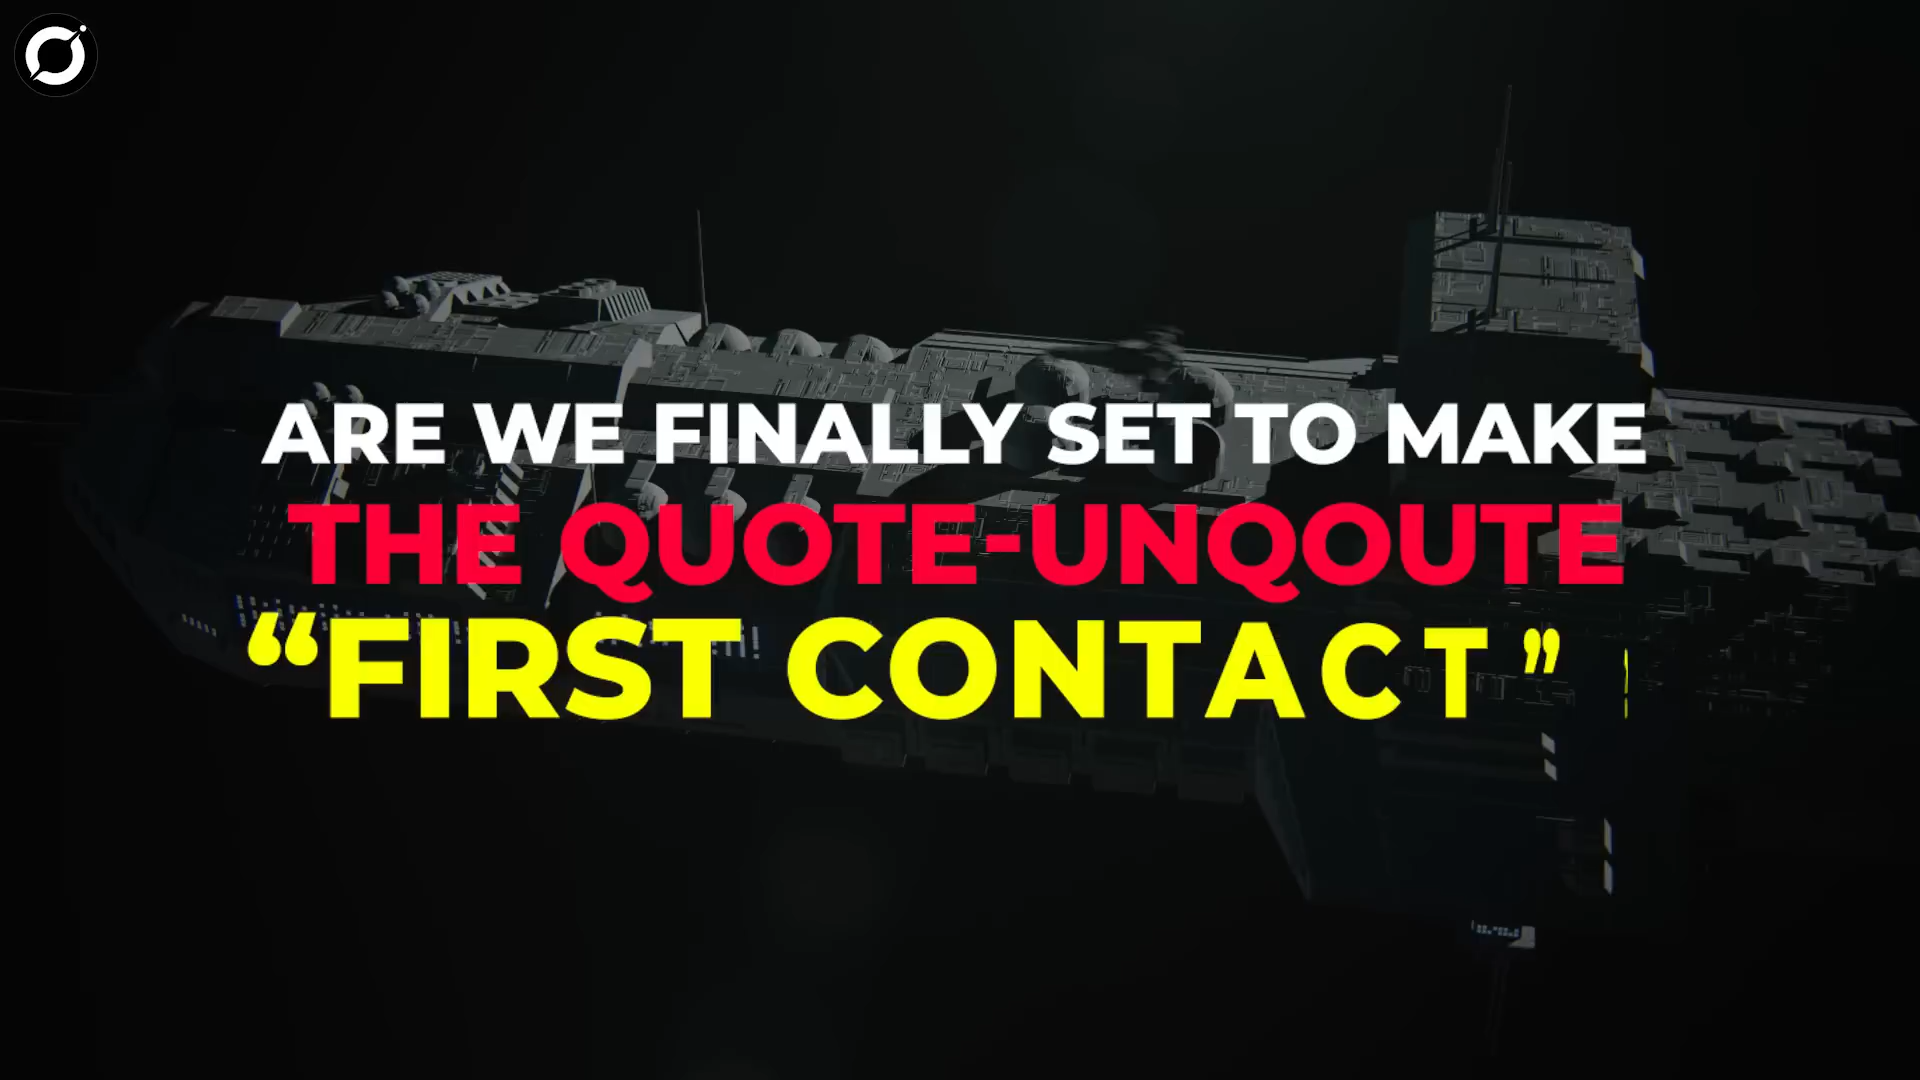 ARE WE FINALLY SET TO MAKE
THE QUOTE-UNQOUTE
“FIRST CONTACT”